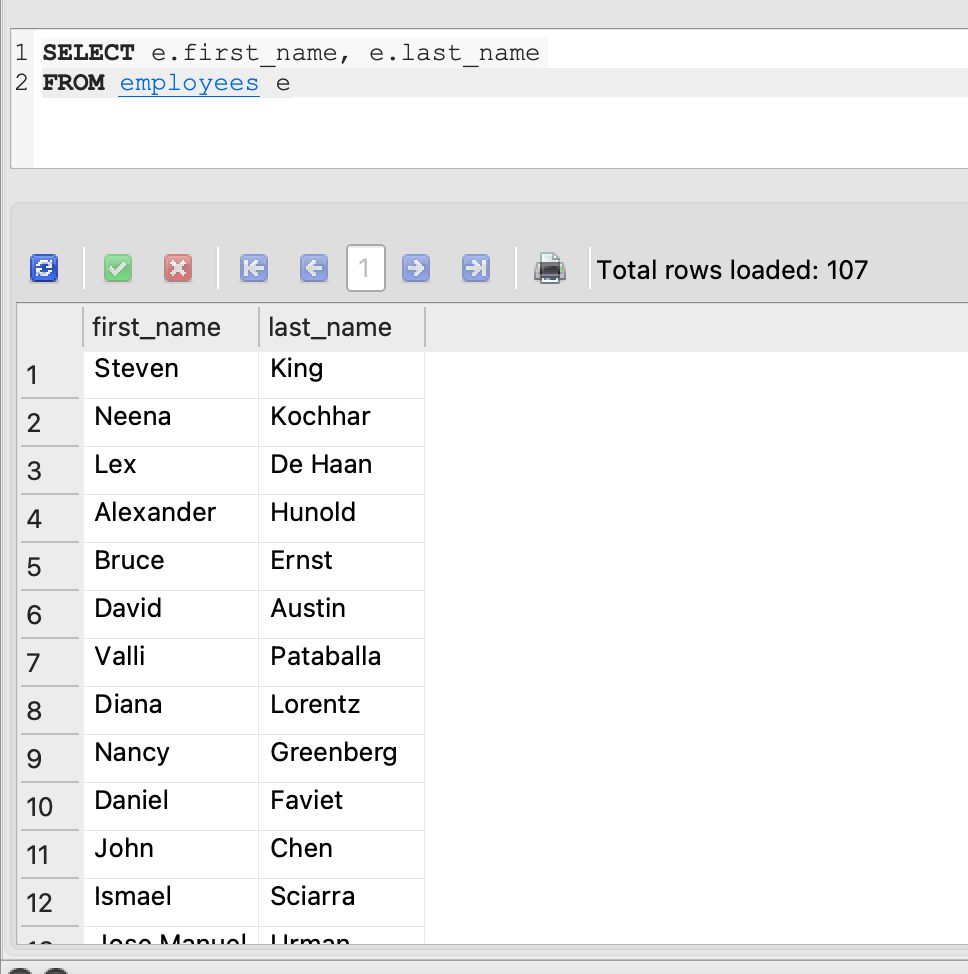 1 SELECT e.first_name, e.last_name
2 FROM employees e
1 Total rows loaded: 107
first_name last_name
1 Steven King
2 Neena Kochhar
3 Lex De Haan
4 Alexander Hunold
5 Bruce Ernst
6 David Austin
7 Valli Pataballa
8 Diana Lorentz
9 Nancy Greenberg
10 Daniel Faviet
11 John Chen
12 Ismael Sciarra
Jose Manuel Urman